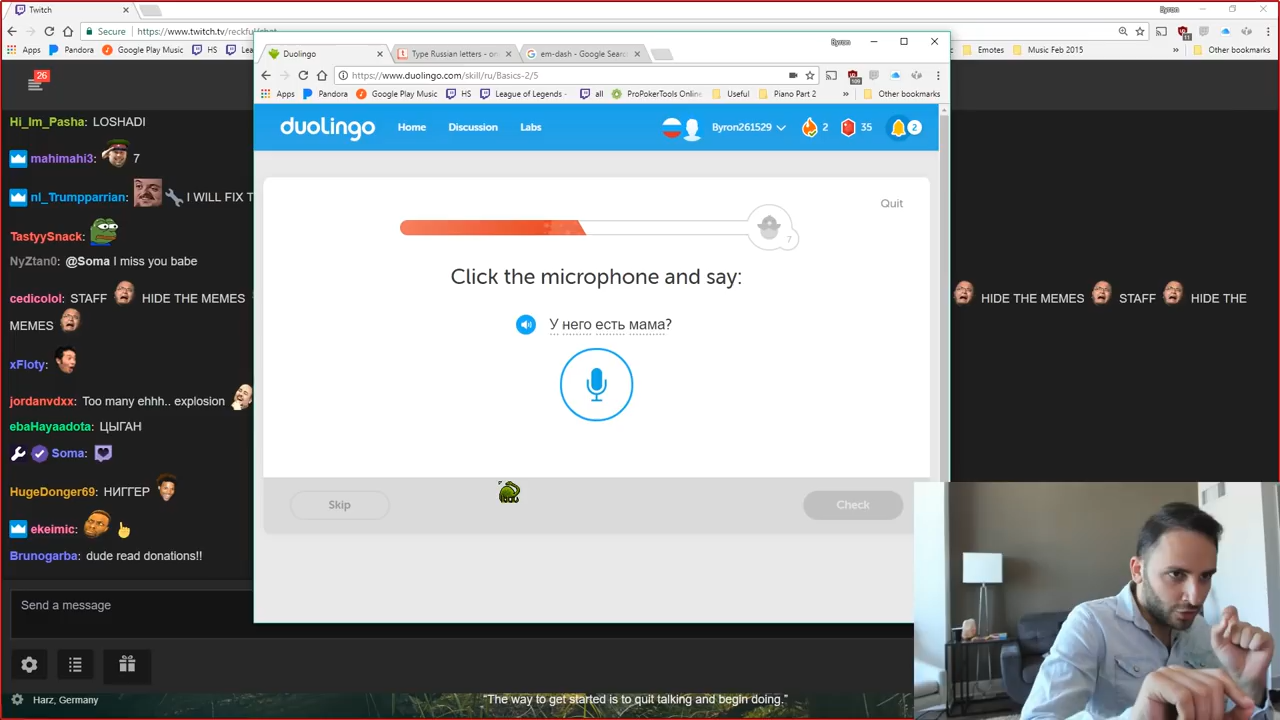 Twitch
Byron
Secure
https://www.twitch.tv/reckful/chat
Apps
Pandora
Google Play Music
HS
Lea
Emotes
Music Feb 2015
»
Other bookmarks
26
Hi_Im_Pasha: LOSHADI
mahimahi3: 7
nl_Trumpparrian: I WILL FIX T
TastyySnack:
NyZtan0: @Soma I miss you babe
cedicolol: STAFF HIDE THE MEMES
HIDE THE MEMES STAFF HIDE THE
MEMES
xFloty:
jordanvdxx: Too many ehhh.. explosion
ebaHayaadota: ЦЫГАН
Soma:
HugeDonger69: НИГГЕР
ekeimic:
Brunogarba: dude read donations!!
Send a message
Harz, Germany
"The way to get started is to quit talking and begin doing."
Duolingo
Type Russian letters - on
em-dash - Google Sear
Byron
https://www.duolingo.com/skill/ru/Basics-2/5
Apps
Pandora
Google Play Music
HS
League of Legends -
all
ProPokerTools Online
Useful
Piano Part 2
»
Other bookmarks
duolingo
Home
Discussion
Labs
Byron261529
2
35
2
Quit
7
Click the microphone and say:
У него есть мама?
Skip
Check